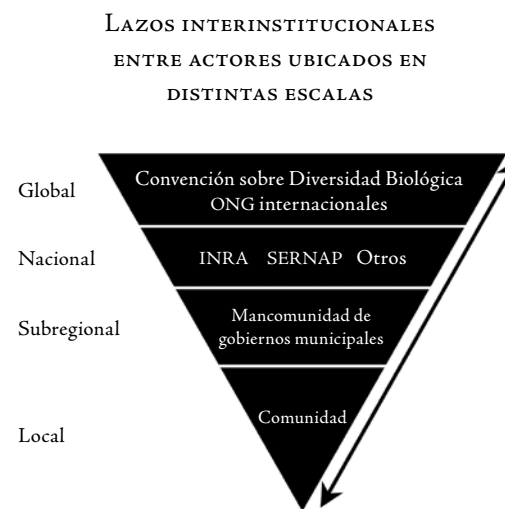 Lazos interinstitucionales
entre actores ubicados en
distintas escalas
Global
Convención sobre Diversidad Biológica
ONG internacionales
Nacional
INRA SERNAP Otros
Subregional
Mancomunidad de
gobiernos municipales
Local
Comunidad